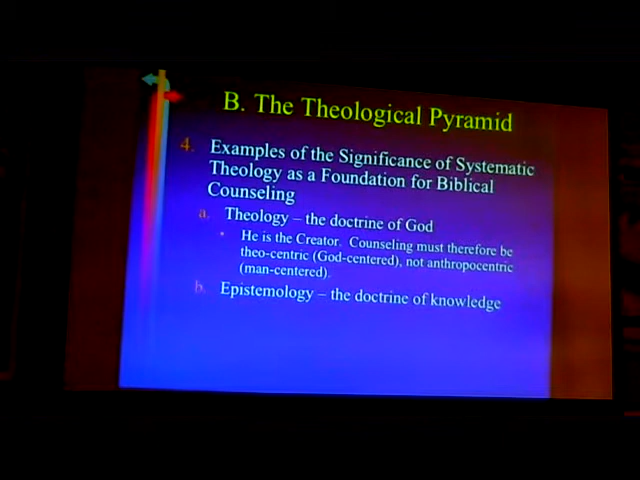 B. The Theological Pyramid
4. Examples of the Significance of Systematic
Theology as a Foundation for Biblical
Counseling
a. Theology – the doctrine of God
• He is the Creator. Counseling must therefore be
theo-centric (God-centered), not anthropocentric
(man-centered).
b. Epistemology – the doctrine of knowledge